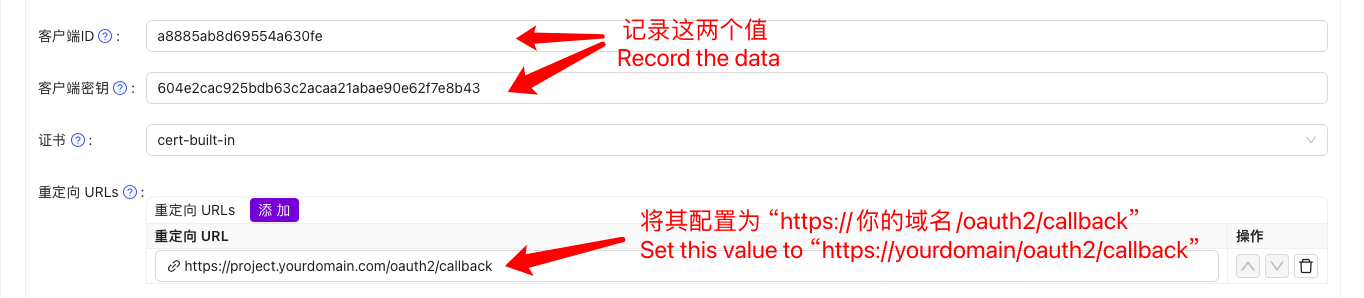 客户端ID ? :
a8885ab8d69554a630fe
记录这两个值
Record the data
客户端密钥 ? :
604e2cac925bdb63c2acaa21abae90e62f7e8b43
证书 ? :
cert-built-in
重定向 URLs ? :
重定向 URLs 添 加
重定向 URL
操作
将其配置为 “https://你的域名/oauth2/callback”
Set this value to “https://yourdomain/oauth2/callback”
https://project.yourdomain.com/oauth2/callback